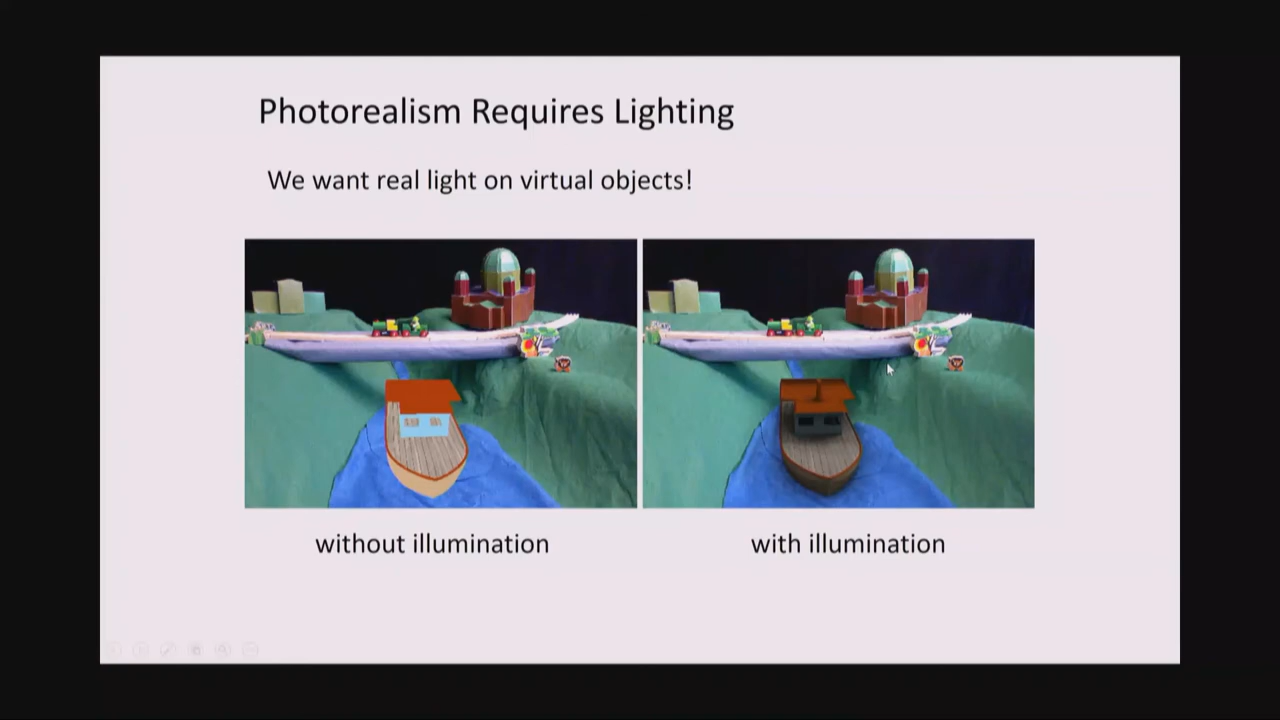 Photorealism Requires Lighting
We want real light on virtual objects!
without illumination
with illumination